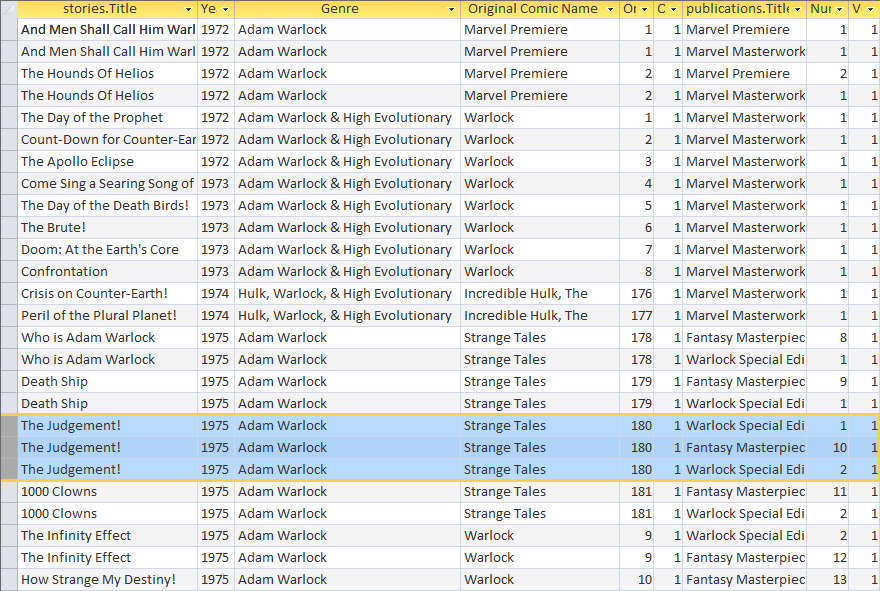 stories.Title Ye Genre Original Comic Name Or C publications.Title Nur V
And Men Shall Call Him Warl 1972 Adam Warlock Marvel Premiere 1 1 Marvel Premiere 1 1
And Men Shall Call Him Warl 1972 Adam Warlock Marvel Premiere 1 1 Marvel Masterwork 1 1
The Hounds Of Helios 1972 Adam Warlock Marvel Premiere 2 1 Marvel Premiere 2 1
The Hounds Of Helios 1972 Adam Warlock Marvel Premiere 2 1 Marvel Masterwork 1 1
The Day of the Prophet 1972 Adam Warlock & High Evolutionary Warlock 1 1 Marvel Masterwork 1 1
Count-Down for Counter-Ear 1972 Adam Warlock & High Evolutionary Warlock 2 1 Marvel Masterwork 1 1
The Apollo Eclipse 1972 Adam Warlock & High Evolutionary Warlock 3 1 Marvel Masterwork 1 1
Come Sing a Searing Song of 1973 Adam Warlock & High Evolutionary Warlock 4 1 Marvel Masterwork 1 1
The Day of the Death Birds! 1973 Adam Warlock & High Evolutionary Warlock 5 1 Marvel Masterwork 1 1
The Brute! 1973 Adam Warlock & High Evolutionary Warlock 6 1 Marvel Masterwork 1 1
Doom: At the Earth's Core 1973 Adam Warlock & High Evolutionary Warlock 7 1 Marvel Masterwork 1 1
Confrontation 1973 Adam Warlock & High Evolutionary Warlock 8 1 Marvel Masterwork 1 1
Crisis on Counter-Earth! 1974 Hulk, Warlock, & High Evolutionary Incredible Hulk, The 176 1 Marvel Masterwork 1 1
Peril of the Plural Planet! 1974 Hulk, Warlock, & High Evolutionary Incredible Hulk, The 177 1 Marvel Masterwork 1 1
Who is Adam Warlock 1975 Adam Warlock Strange Tales 178 1 Fantasy Masterpiec 8 1
Who is Adam Warlock 1975 Adam Warlock Strange Tales 178 1 Warlock Special Edi 1 1
Death Ship 1975 Adam Warlock Strange Tales 179 1 Fantasy Masterpiec 9 1
Death Ship 1975 Adam Warlock Strange Tales 179 1 Warlock Special Edi 1 1
The Judgement! 1975 Adam Warlock Strange Tales 180 1 Warlock Special Edi 1 1
The Judgement! 1975 Adam Warlock Strange Tales 180 1 Fantasy Masterpiec 10 1
The Judgement! 1975 Adam Warlock Strange Tales 180 1 Warlock Special Edi 2 1
1000 Clowns 1975 Adam Warlock Strange Tales 181 1 Fantasy Masterpiec 11 1
1000 Clowns 1975 Adam Warlock Strange Tales 181 1 Warlock Special Edi 2 1
The Infinity Effect 1975 Adam Warlock Warlock 9 1 Warlock Special Edi 2 1
The Infinity Effect 1975 Adam Warlock Warlock 9 1 Fantasy Masterpiec 12 1
How Strange My Destiny! 1975 Adam Warlock Warlock 10 1 Fantasy Masterpiec 13 1